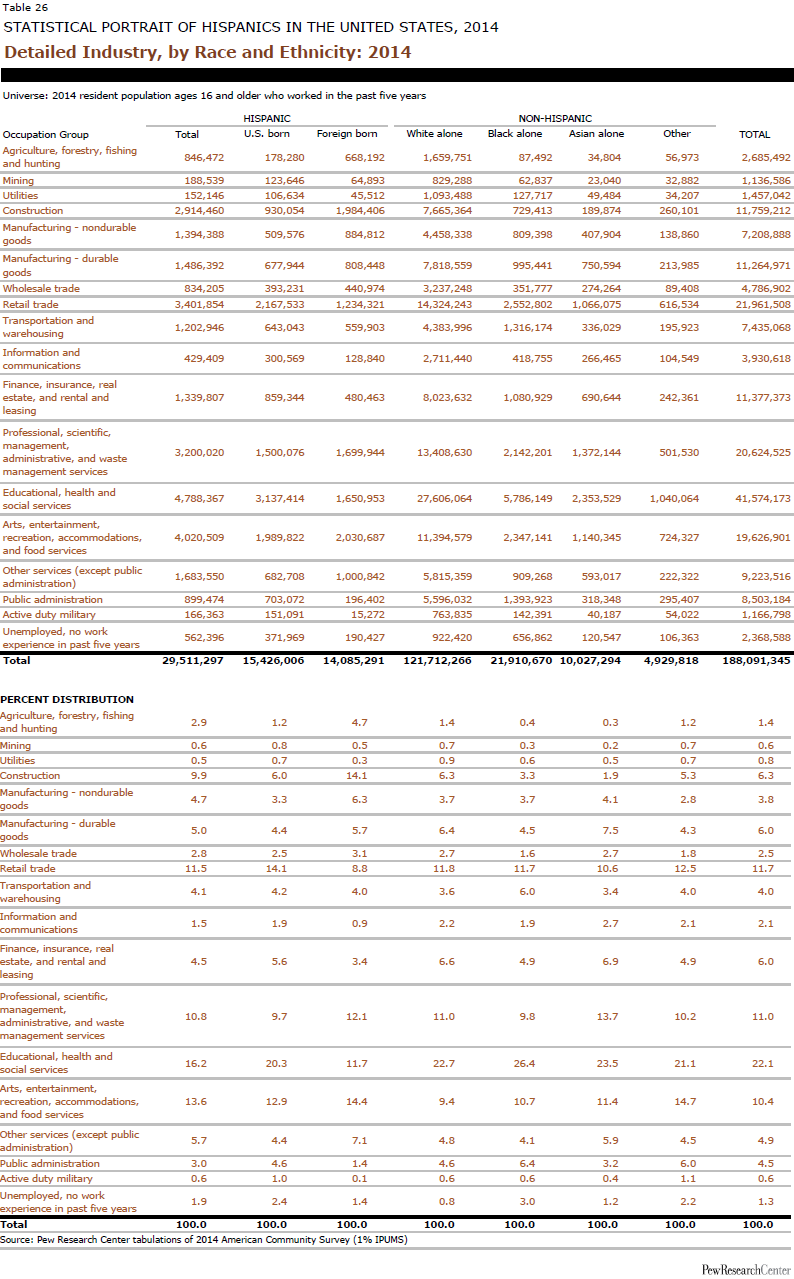 Table 26
STATISTICAL PORTRAIT OF HISPANICS IN THE UNITED STATES, 2014
Detailed Industry, by Race and Ethnicity: 2014
Universe: 2014 resident population ages 16 and older who worked in the past five years
HISPANIC NON-HISPANIC
Occupation Group Total U.S. born Foreign born White alone Black alone Asian alone Other TOTAL
Agriculture, forestry, fishing
and hunting 846,472 178,280 668,192 1,659,751 87,492 34,804 56,973 2,685,492
Mining 188,539 123,646 64,893 829,288 62,837 23,040 32,882 1,136,586
Utilities 152,146 106,634 45,512 1,093,488 127,717 49,484 34,207 1,457,042
Construction 2,914,460 930,054 1,984,406 7,665,364 729,413 189,874 260,101 11,759,212
Manufacturing - nondurable
goods 1,394,388 509,576 884,812 4,458,338 809,398 407,904 138,860 7,208,888
Manufacturing - durable
goods 1,486,392 677,944 808,448 7,818,559 995,441 750,594 213,985 11,264,971
Wholesale trade 834,205 393,231 440,974 3,237,248 351,777 274,264 89,408 4,786,902
Retail trade 3,401,854 2,167,533 1,234,321 14,324,243 2,552,802 1,066,075 616,534 21,961,508
Transportation and
warehousing 1,202,946 643,043 559,903 4,383,996 1,316,174 336,029 195,923 7,435,068
Information and
communications 429,409 300,569 128,840 2,711,440 418,755 266,465 104,549 3,930,618
Finance, insurance, real
estate, and rental and 1,339,807 859,344 480,463 8,023,632 1,080,929 690,644 242,361 11,377,373
leasing
Professional, scientific,
management,
administrative, and waste 3,200,020 1,500,076 1,699,944 13,408,630 2,142,201 1,372,144 501,530 20,624,525
management services
Educational, health and
social services 4,788,367 3,137,414 1,650,953 27,606,064 5,786,149 2,353,529 1,040,064 41,574,173
Arts, entertainment,
recreation, accommodations, 4,020,509 1,989,822 2,030,687 11,394,579 2,347,141 1,140,345 724,327 19,626,901
and food services
Other services (except public
administration) 1,683,550 682,708 1,000,842 5,815,359 909,268 593,017 222,322 9,223,516
Public administration 899,474 703,072 196,402 5,596,032 1,393,923 318,348 295,407 8,503,184
Active duty military 166,363 151,091 15,272 763,835 142,391 40,187 54,022 1,166,798
Unemployed, no work
experience in past five years 562,396 371,969 190,427 922,420 656,862 120,547 106,363 2,368,588
Total 29,511,297 15,426,006 14,085,291 121,712,266 21,910,670 10,027,294 4,929,818 188,091,345
PERCENT DISTRIBUTION
Agriculture, forestry, fishing
and hunting 2.9 1.2 4.7 1.4 0.4 0.3 1.2 1.4
Mining 0.6 0.8 0.5 0.7 0.3 0.2 0.7 0.6
Utilities 0.5 0.7 0.3 0.9 0.6 0.5 0.7 0.8
Construction 9.9 6.0 14.1 6.3 3.3 1.9 5.3 6.3
Manufacturing - nondurable
goods 4.7 3.3 6.3 3.7 3.7 4.1 2.8 3.8
Manufacturing - durable
goods 5.0 4.4 5.7 6.4 4.5 7.5 4.3 6.0
Wholesale trade 2.8 2.5 3.1 2.7 1.6 2.7 1.8 2.5
Retail trade 11.5 14.1 8.8 11.8 11.7 10.6 12.5 11.7
Transportation and
warehousing 4.1 4.2 4.0 3.6 6.0 3.4 4.0 4.0
Information and
communications 1.5 1.9 0.9 2.2 1.9 2.7 2.1 2.1
Finance, insurance, real
estate, and rental and 4.5 5.6 3.4 6.6 4.9 6.9 4.9 6.0
leasing
Professional, scientific,
management,
administrative, and waste 10.8 9.7 12.1 11.0 9.8 13.7 10.2 11.0
management services
Educational, health and
social services 16.2 20.3 11.7 22.7 26.4 23.5 21.1 22.1
Arts, entertainment,
recreation, accommodations, 13.6 12.9 14.4 9.4 10.7 11.4 14.7 10.4
and food services
Other services (except public
administration) 5.7 4.4 7.1 4.8 4.1 5.9 4.5 4.9
Public administration 3.0 4.6 1.4 4.6 6.4 3.2 6.0 4.5
Active duty military 0.6 1.0 0.1 0.6 0.6 0.4 1.1 0.6
Unemployed, no work
experience in past five years 1.9 2.4 1.4 0.8 3.0 1.2 2.2 1.3
Total 100.0 100.0 100.0 100.0 100.0 100.0 100.0 100.0
Source: Pew Research Center tabulations of 2014 American Community Survey (1% IPUMS)
PewResearchCenter